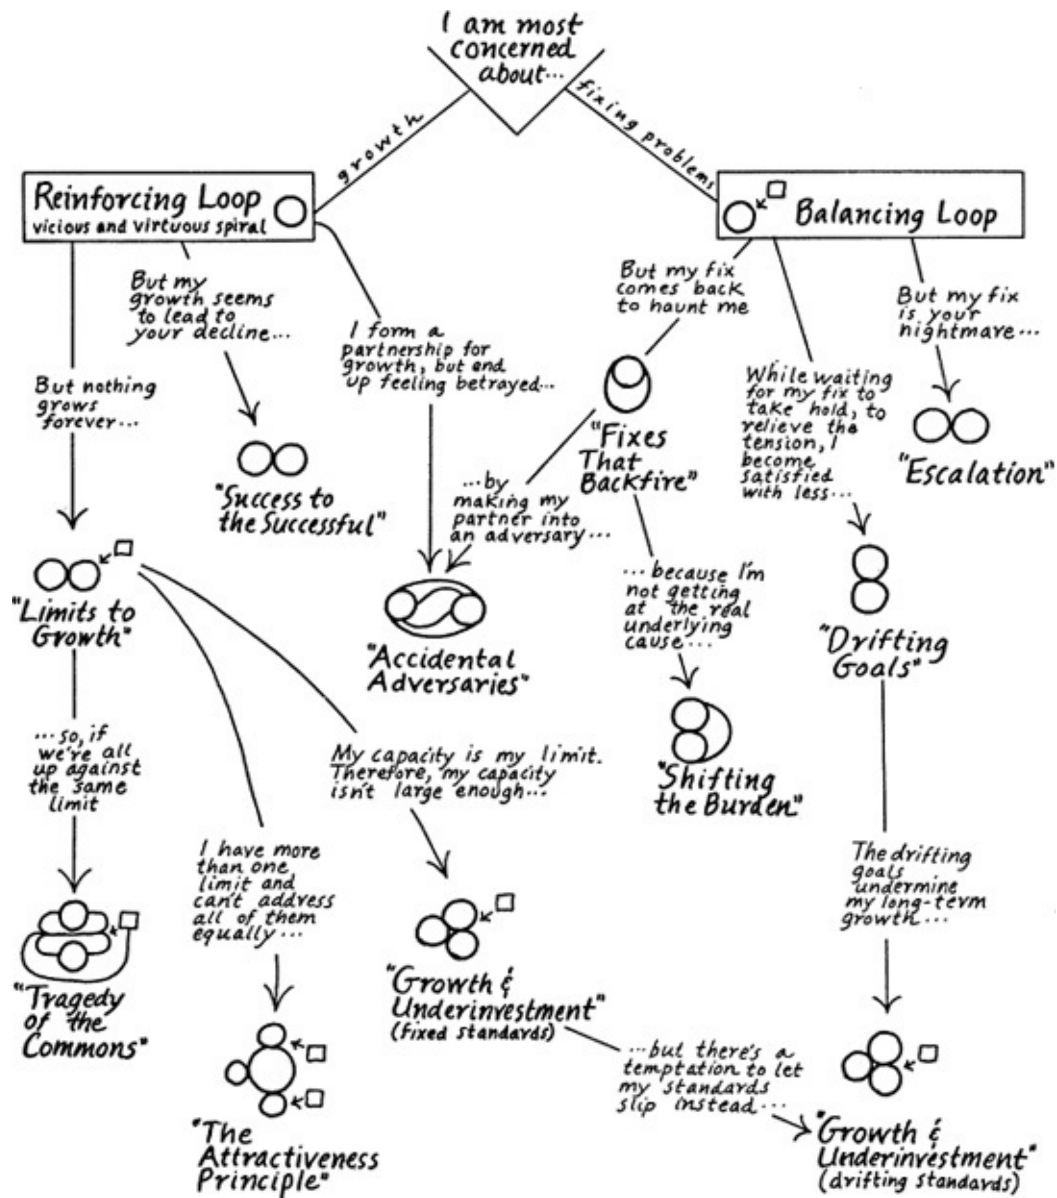 I am most
concerned
about...
growth
fixing problems
Reinforcing Loop
vicious and virtuous spiral
Balancing Loop
But my
growth seems
to lead to
your decline...
But my fix
comes back
to haunt me
But my fix
is your
nightmare...
I form a
partnership for
growth, but end
up feeling betrayed...
But nothing
grows
forever...
While waiting
for my fix to
take hold, to
relieve the
tension, I
become
satisfied
with less...
"Success to
the Successful"
"Fixes
That
Backfire"
"Escalation"
...by
making my
partner into
an adversary...
"Limits to
Growth"
...because I'm
not getting
at the real
underlying
cause...
"Accidental
Adversaries"
"Drifting
Goals"
...so, if
we're all
up against
the same
limit
My capacity is my limit.
Therefore, my capacity
isn't large enough...
"Shifting
the Burden"
I have more
than one
limit and
can't address
all of them
equally...
The drifting
goals
undermine
my long-term
growth...
"Tragedy
of the
Commons"
"Growth &
Underinvestment"
(fixed standards)
...but there's a
temptation to let
my standards
slip instead...
"The
Attractiveness
Principle"
"Growth &
Underinvestment"
(drifting standards)